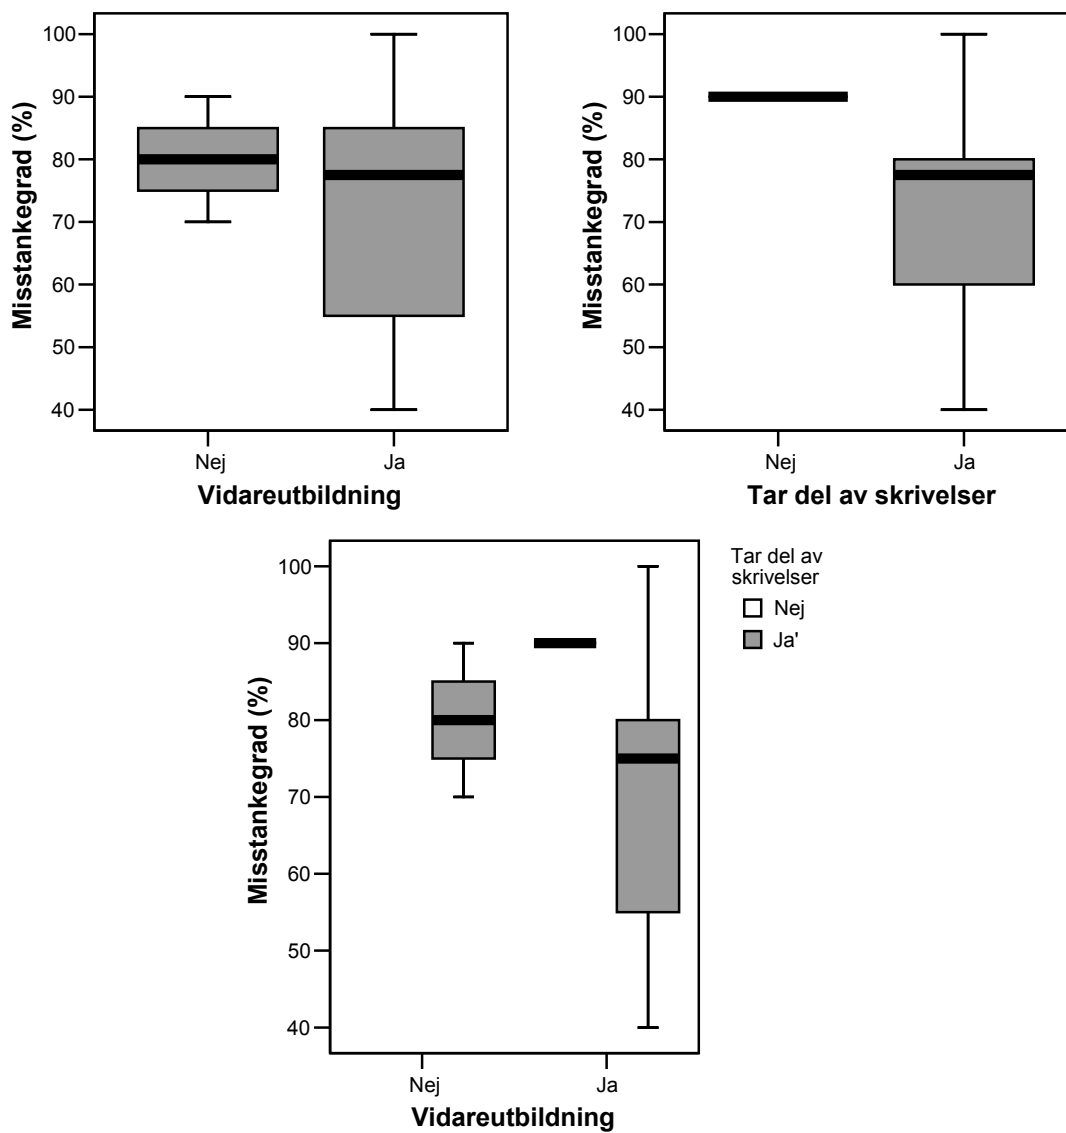 100
90
80
70
60
50
40
Misstankegrad (%)
Nej
Ja
Vidareutbildning
100
90
80
70
60
50
40
Misstankegrad (%)
Nej
Ja
Tar del av skrivelser
100
90
80
70
60
50
40
Misstankegrad (%)
Nej
Ja
Vidareutbildning
Tar del av
skrivelser
Nej
Ja'